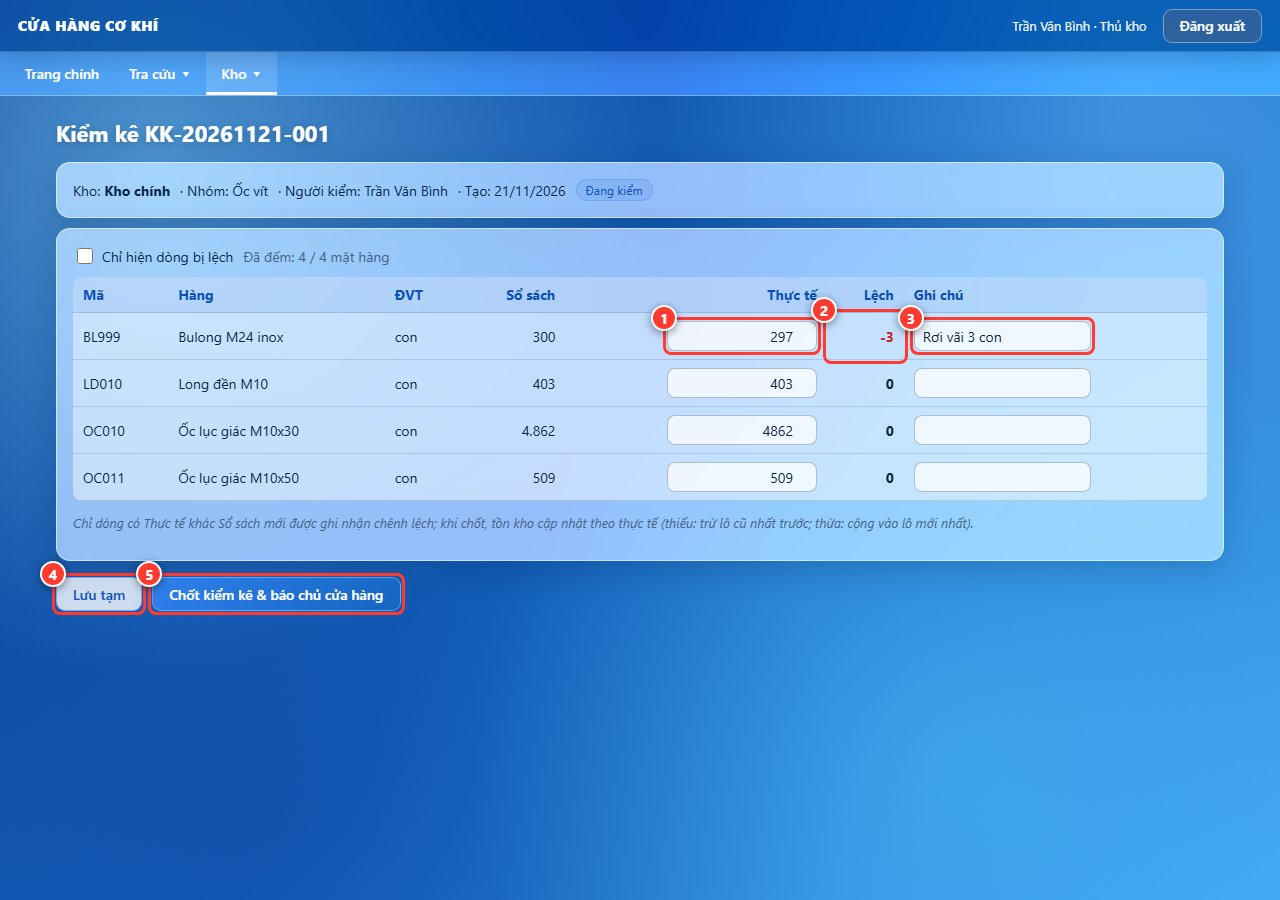 CỬA HÀNG CƠ KHÍ
Trần Văn Bình · Thủ kho
Đăng xuất
Trang chính
Tra cứu ▾
Kho ▾
Kiểm kê KK-20261121-001
Kho: Kho chính · Nhóm: Ốc vít · Người kiểm: Trần Văn Bình · Tạo: 21/11/2026 Đang kiểm
Chỉ hiện dòng bị lệch Đã đếm: 4 / 4 mặt hàng
Mã Hàng ĐVT Sổ sách Thực tế Lệch Ghi chú
1 2 3
BL999 Bulong M24 inox con 300 297 -3 Rơi vãi 3 con
LD010 Long đền M10 con 403 403 0
OC010 Ốc lục giác M10x30 con 4.862 4862 0
OC011 Ốc lục giác M10x50 con 509 509 0
Chỉ dòng có Thực tế khác Sổ sách mới được ghi nhận chênh lệch; khi chốt, tồn kho cập nhật theo thực tế (thiếu: trừ lô cũ nhất trước; thừa: cộng vào lô mới nhất).
4 5
Lưu tạm
Chốt kiểm kê & báo chủ cửa hàng